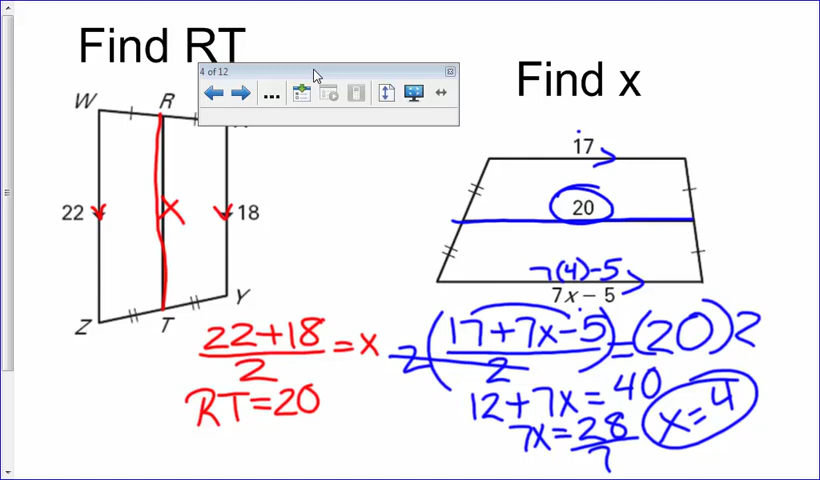 Find RT
4 of 12
Find x
W
R
17
22
X
18
20
7(4)-5
7x − 5
Z
T
Y
22+18
2
= x
RT=20
2(17+7x-5)=(20)2
2
12+7x=40
7x=28
7
x=4